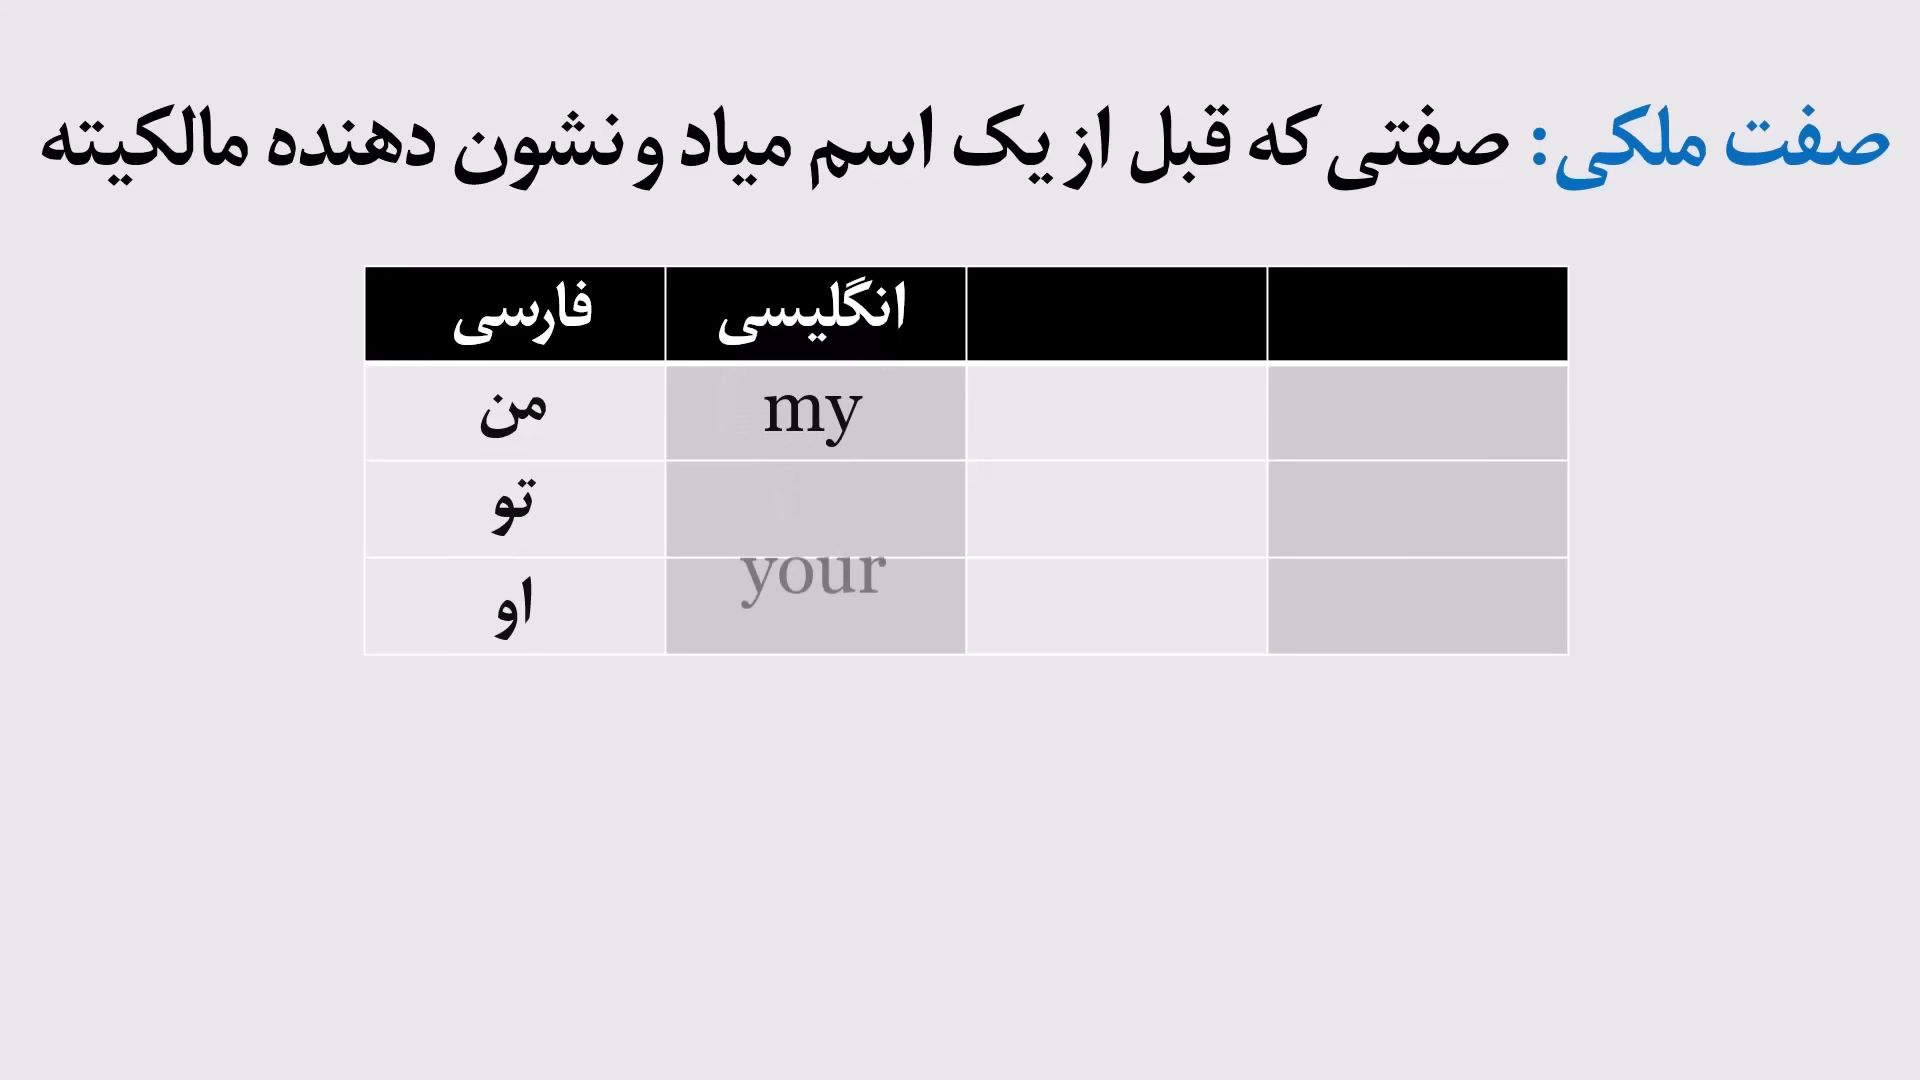 صفت ملکی: صفتی که قبل از یک اسم میاد و نشون دهنده مالکیته
فارسی انگلیسی
من my
تو
your
او